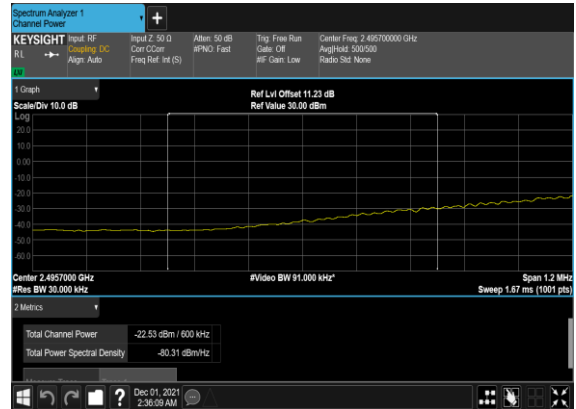 Spectrum Analyzer 1
Channel Power
KEYSIGHT Input: RF Input Z: 50 Ω Atten: 50 dB Trig: Free Run Center Freq: 2.495700000 GHz
RL Coupling: DC Corr CCorr #PNO: Fast Gate: Off Avg|Hold: 500/500
Align: Auto Freq Ref: Int (S) #IF Gain: Low Radio Std: None
LXI
1 Graph
Ref Lvl Offset 11.23 dB
Scale/Div 10.0 dB Ref Value 30.00 dBm
Log
20.0
10.0
0.00
-10.0
-20.0
-30.0
-40.0
-50.0
-60.0
Center 2.4957000 GHz #Video BW 91.000 kHz* Span 1.2 MHz
#Res BW 30.000 kHz Sweep 1.67 ms (1001 pts)
2 Metrics
Total Channel Power -22.53 dBm / 600 kHz
Total Power Spectral Density -80.31 dBm/Hz
Dec 01, 2021
2:36:09 AM